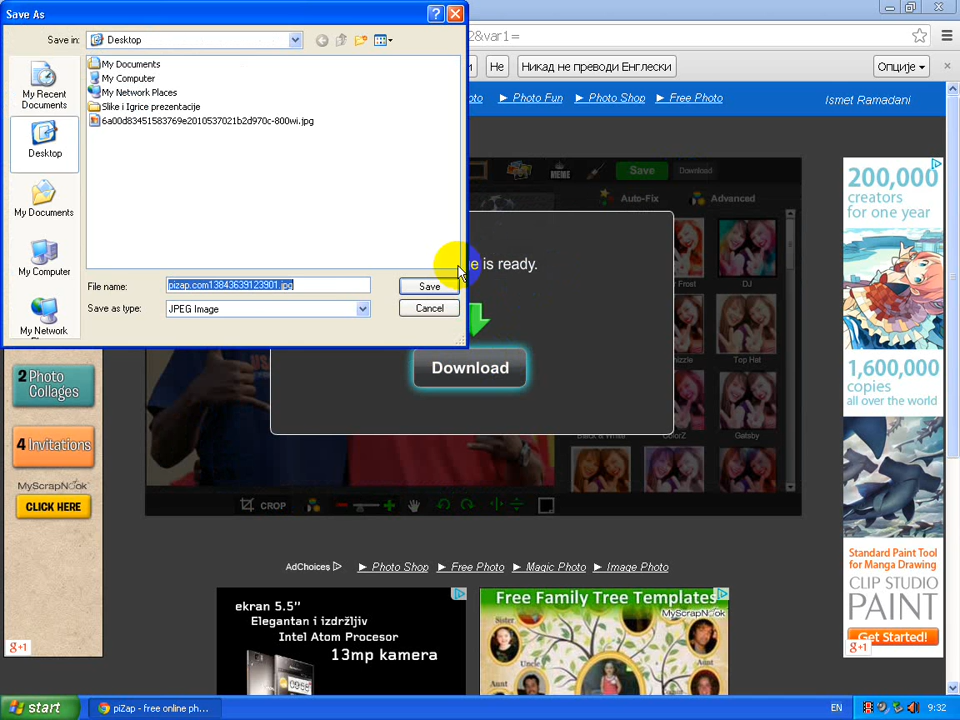 Save As
Save in:
Desktop
My Recent Documents
Desktop
My Documents
My Computer
My Network
My Documents
My Computer
My Network Places
Slike i Igrice prezentacije
6a00d83451583769e2010537021b2d970c-800wi.jpg
File name:
pizap.com13843639123901.jpg
Save
Save as type:
JPEG Image
Cancel
2&var1=
Не
Никад не преводи Енглески
Опције
Photo Fun
Photo Shop
Free Photo
Ismet Ramadani
MEME
Save
Download
Auto-Fix
Advanced
is ready.
Download
Frost
DJ
Top Hat
Black & White
ColorZ
Gatsby
CROP
2 Photo Collages
4 Invitations
MyScrapNook
CLICK HERE
g+1
200,000
creators
for one year
1,600,000
copies
all over the world
Standard Paint Tool
for Manga Drawing
CLIP STUDIO
PAINT
Get Started!
g+1
AdChoices
Photo Shop
Free Photo
Magic Photo
Image Photo
ekran 5.5"
Elegantan i izdržljiv
Intel Atom Procesor
13mp kamera
Free Family Tree Templates
MyScrapNook
Sister
Uncle
Aunt
Aunt
start
piZap - free online ph...
EN
9:32